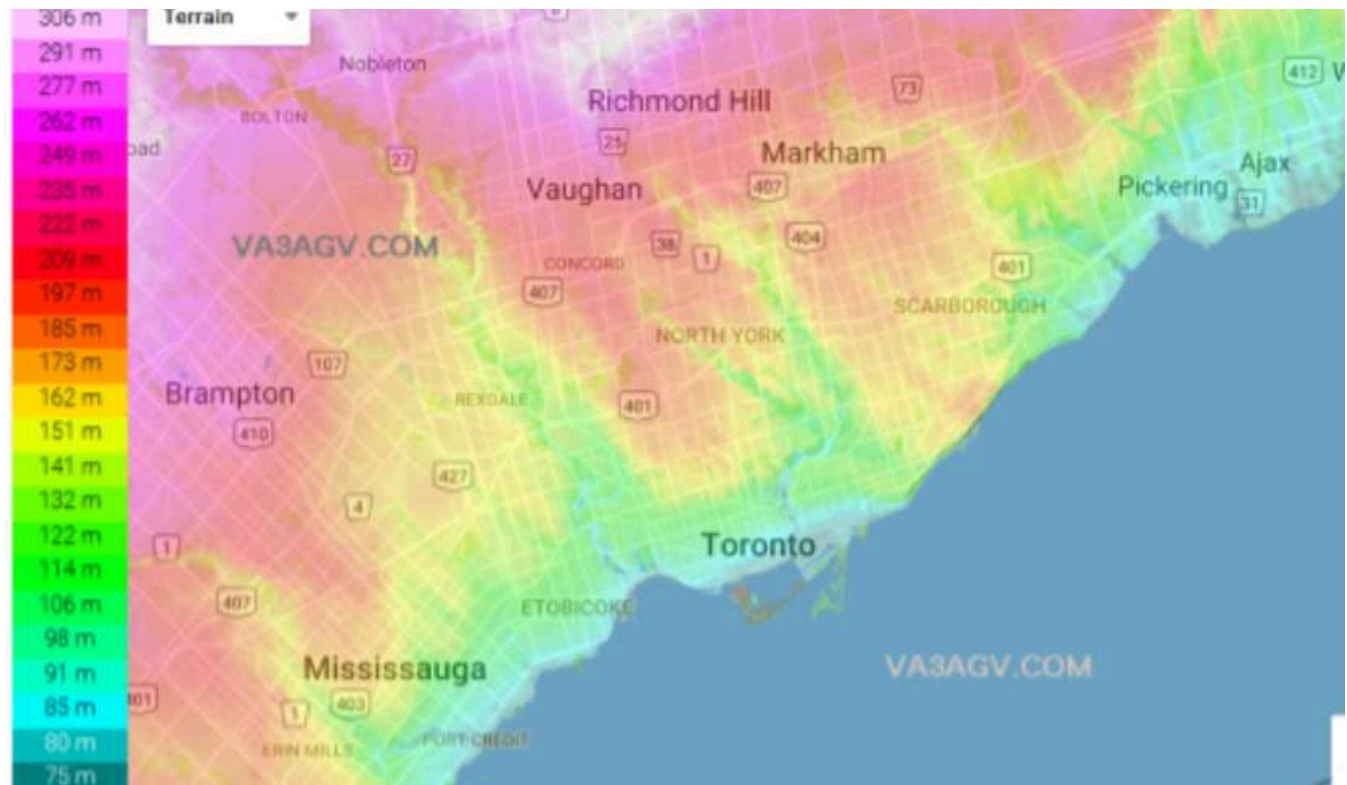 306 m
291 m
277 m
262 m
249 m
235 m
222 m
209 m
197 m
185 m
173 m
162 m
151 m
141 m
132 m
122 m
114 m
106 m
98 m
91 m
85 m
80 m
75 m
Terrain
Nobleton
412
W
Richmond Hill
73
BOLTON
oad
27
25
Markham
Ajax
Vaughan
407
Pickering
31
VA3AGV.COM
38
1
404
CONCORD
401
407
SCARBOROUGH
NORTH YORK
107
Brampton
REXDALE
401
410
427
4
1
Toronto
407
ETOBICOKE
Mississauga
VA3AGV.COM
401
1
403
ERIN MILLS
PORT CREDIT